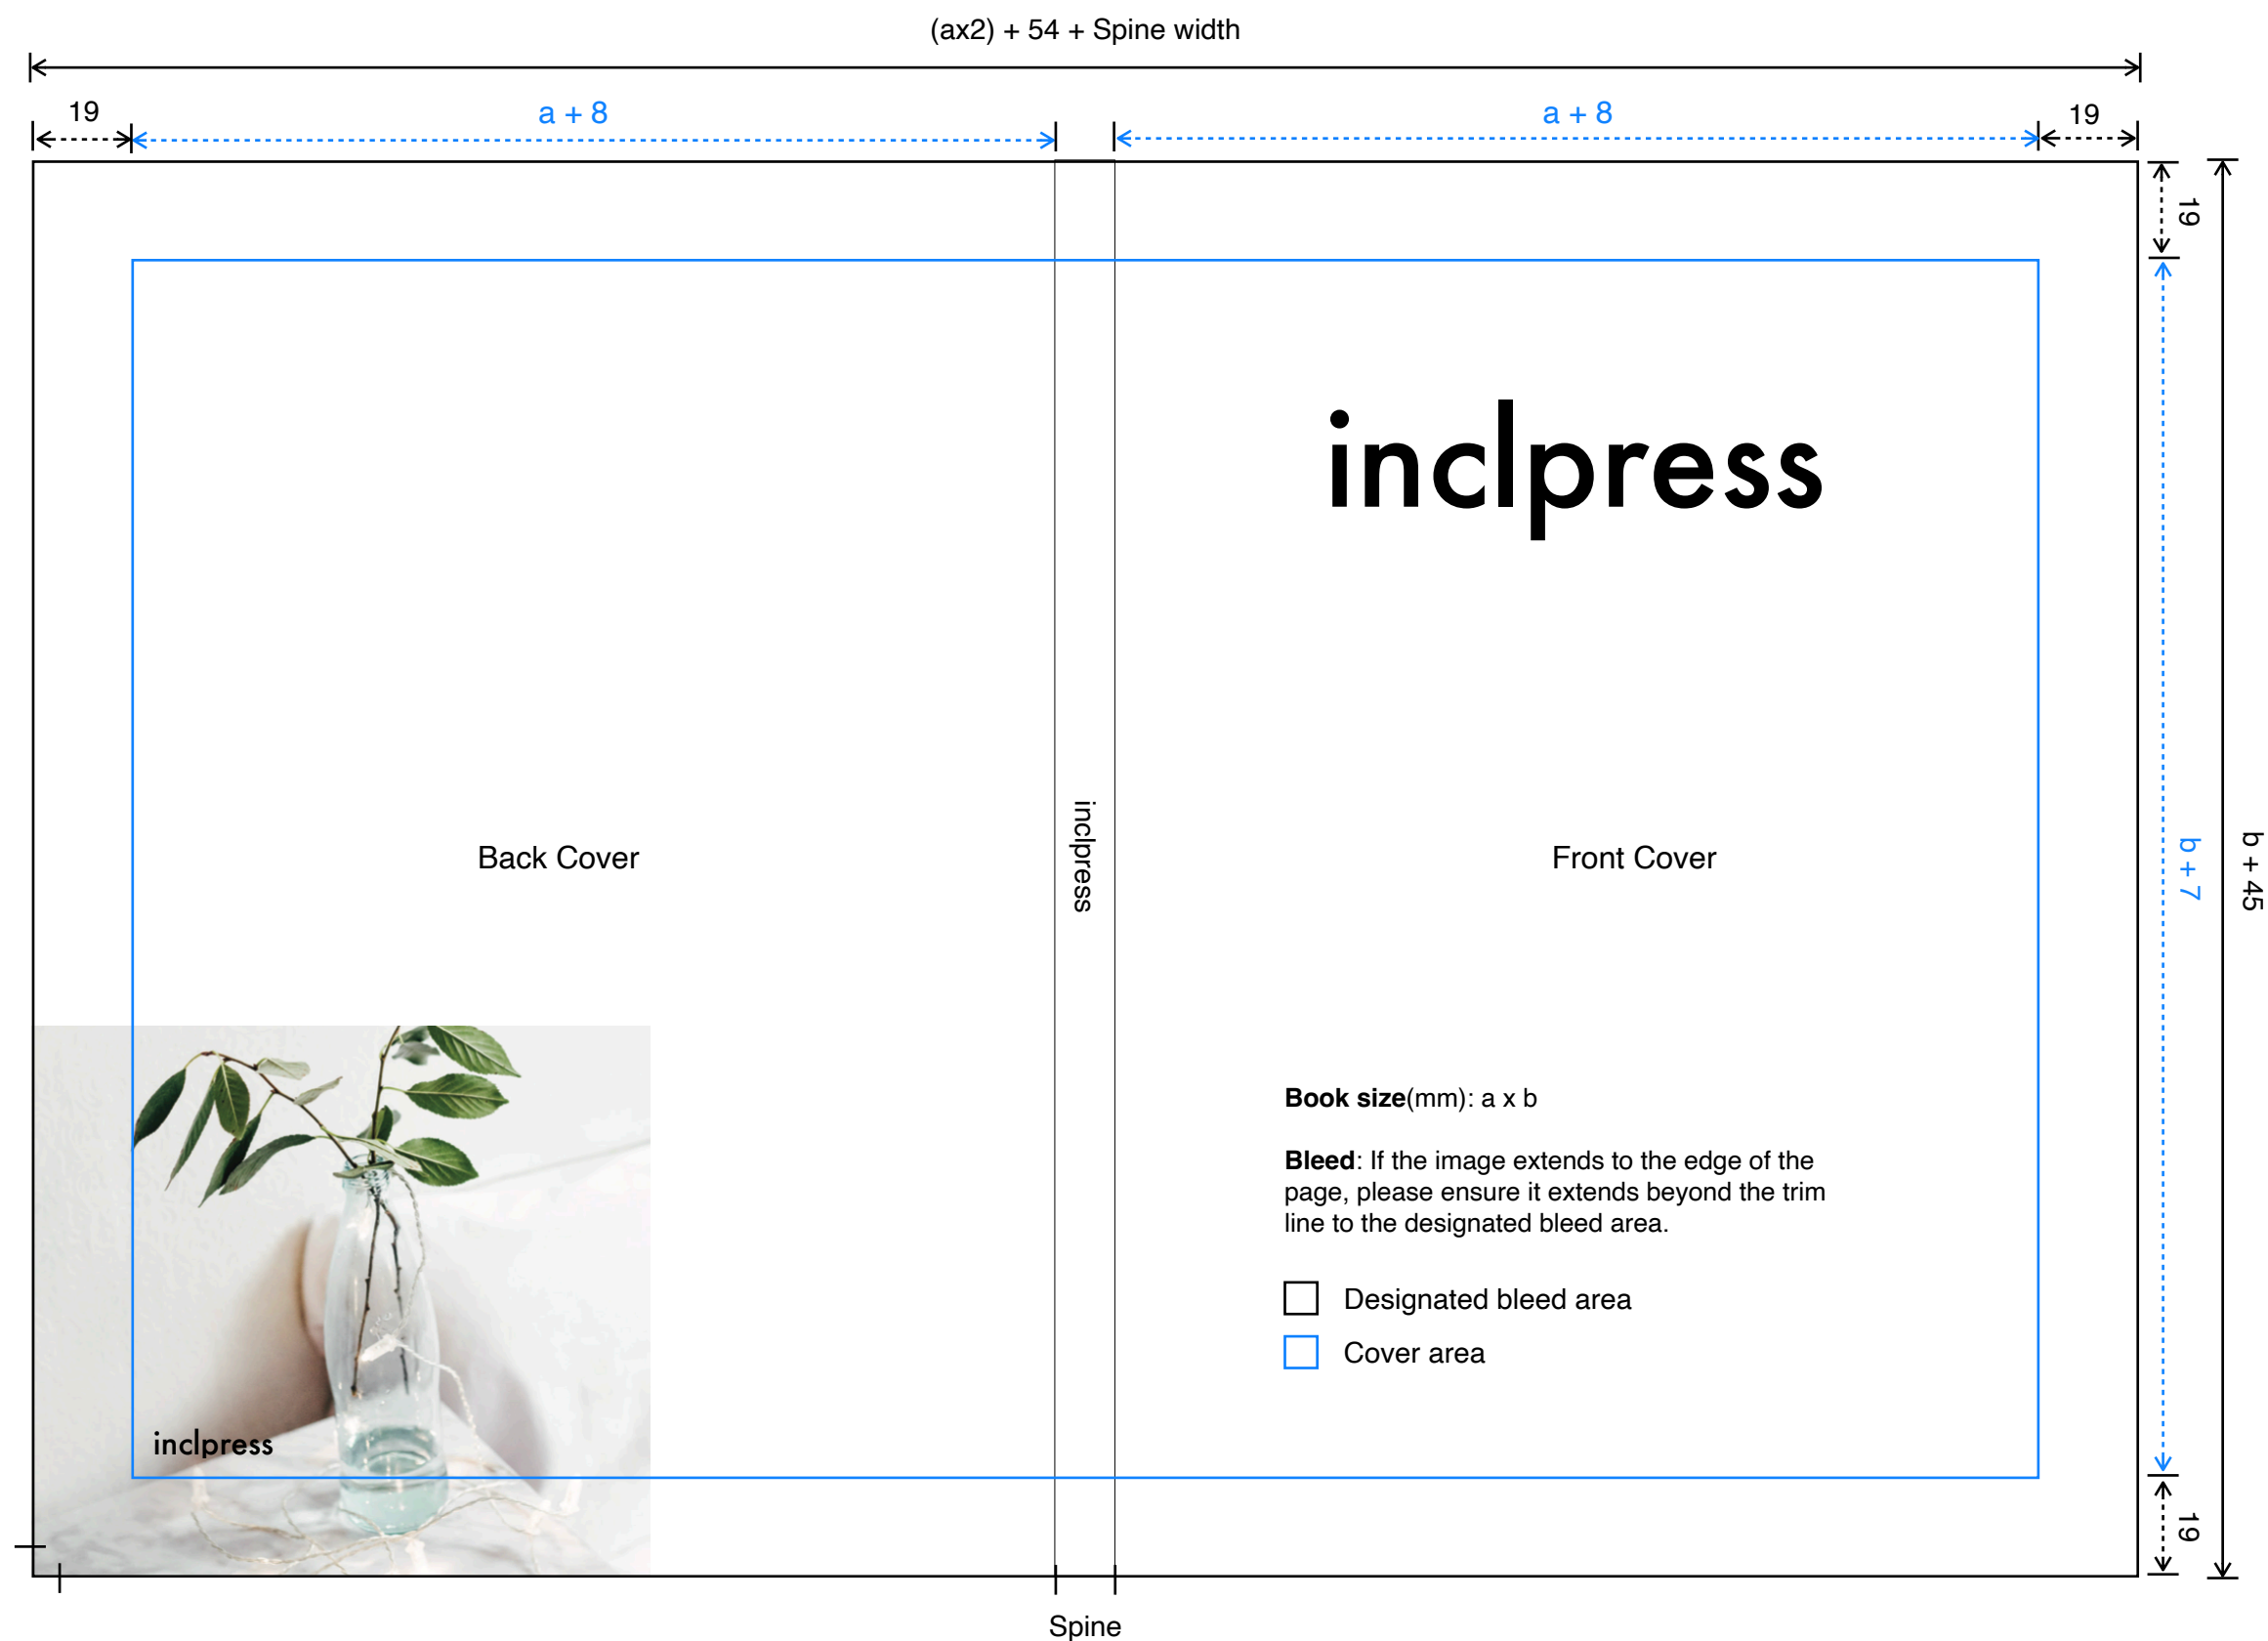 (ax2) + 54 + Spine width
19
a + 8
a + 8
19
19
inclpress
inclpress
Back Cover
Front Cover
b + 7
b + 45
Book size(mm): a x b
Bleed: If the image extends to the edge of the
page, please ensure it extends beyond the trim
line to the designated bleed area.
Designated bleed area
Cover area
inclpress
19
Spine